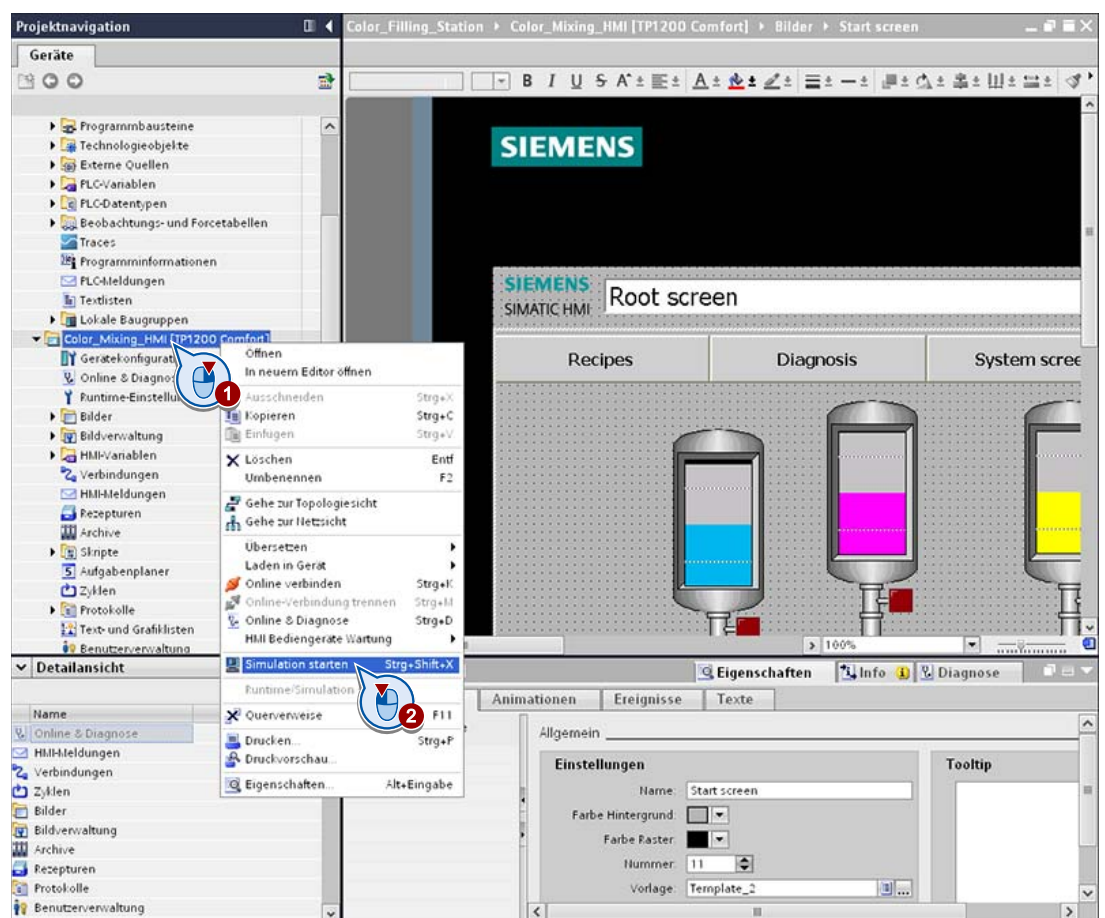 Projektnavigation
Color_Filling_Station ▸ Color_Mixing_HMI [TP1200 Comfort] ▸ Bilder ▸ Start screen
Geräte
B I U S A
Programmbausteine
Technologieobjekte
Externe Quellen
PLC-Variablen
PLC-Datentypen
Beobachtungs- und Forcetabellen
Traces
Programminformationen
PLC-Meldungen
Textlisten
Lokale Baugruppen
Color_Mixing_HMI [TP1200 Comfort]
Online & Diagnos
Bilder
Bildverwaltung
HMI-Variablen
Verbindungen
HMI-Meldungen
Rezepturen
Archive
Skripte
Aufgabenplaner
Zyklen
Protokolle
Text- und Grafiklisten
Benutzerverwaltung
1
Öffnen
In neuem Editor öffnen
Ausschneiden Strg+X
Kopieren Strg+C
Einfügen Strg+V
Löschen Entf
Umbenennen F2
Gehe zur Topologiesicht
Gehe zur Netzsicht
Übersetzen
Laden in Gerät
Online verbinden Strg+K
Online-Verbindung trennen Strg+M
Online & Diagnose Strg+D
HMI Bediengeräte Wartung
Simulation starten Strg+Shift+X
Runtime/Simulation
2
Querverweise F11
Drucken... Strg+P
Druckvorschau...
Eigenschaften... Alt+Eingabe
SIEMENS
SIEMENS
SIMATIC HMI
Root screen
Recipes
Diagnosis
System scree
100%
Detailansicht
Name
Online & Diagnose
HMI-Meldungen
Verbindungen
Zyklen
Bilder
Bildverwaltung
Archive
Rezepturen
Protokolle
Benutzerverwaltung
Eigenschaften
Info
Diagnose
Animationen
Ereignisse
Texte
Allgemein
Einstellungen
Name: Start screen
Farbe Hintergrund:
Farbe Raster:
Nummer: 11
Vorlage: Template_2
Tooltip